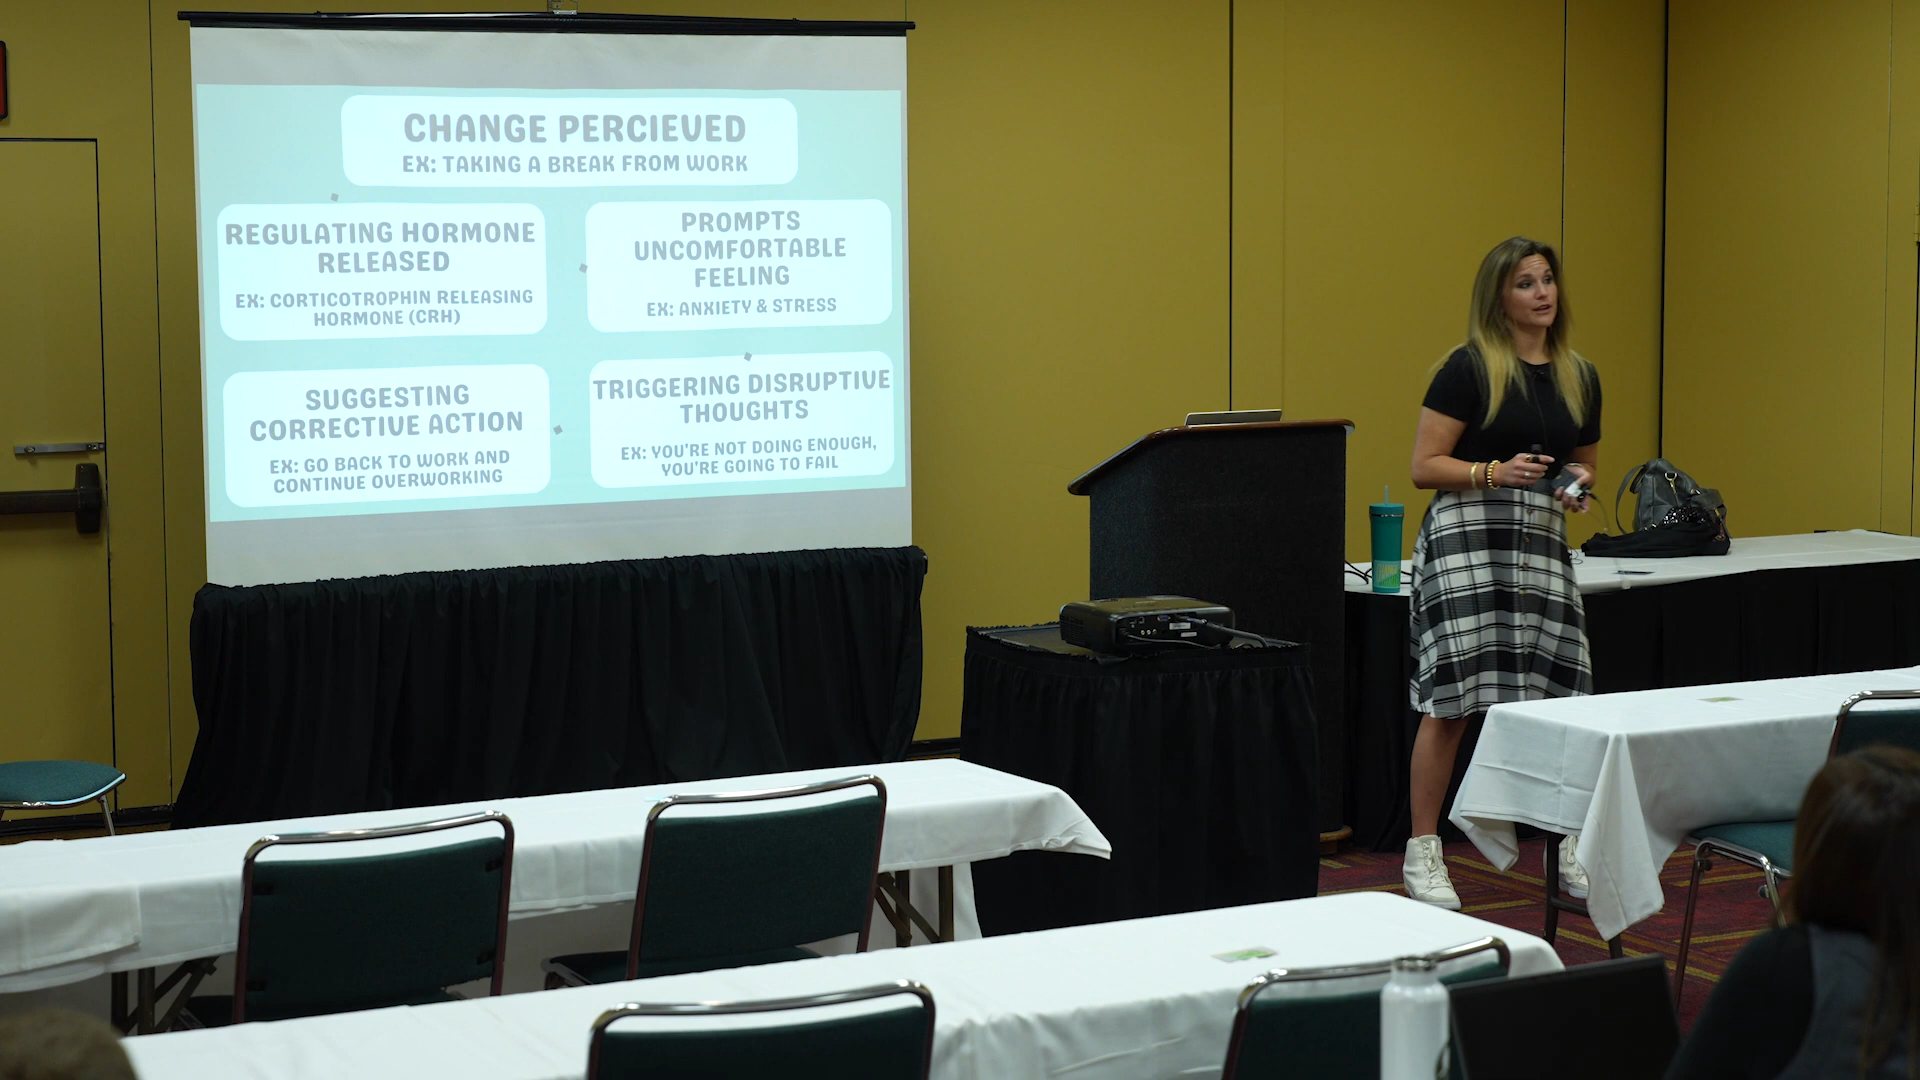 CHANGE PERCIEVED
EX: TAKING A BREAK FROM WORK
REGULATING HORMONE
RELEASED
EX: CORTICOTROPHIN RELEASING
HORMONE (CRH)
PROMPTS
UNCOMFORTABLE
FEELING
EX: ANXIETY & STRESS
SUGGESTING
CORRECTIVE ACTION
EX: GO BACK TO WORK AND
CONTINUE OVERWORKING
TRIGGERING DISRUPTIVE
THOUGHTS
EX: YOU'RE NOT DOING ENOUGH,
YOU'RE GOING TO FAIL